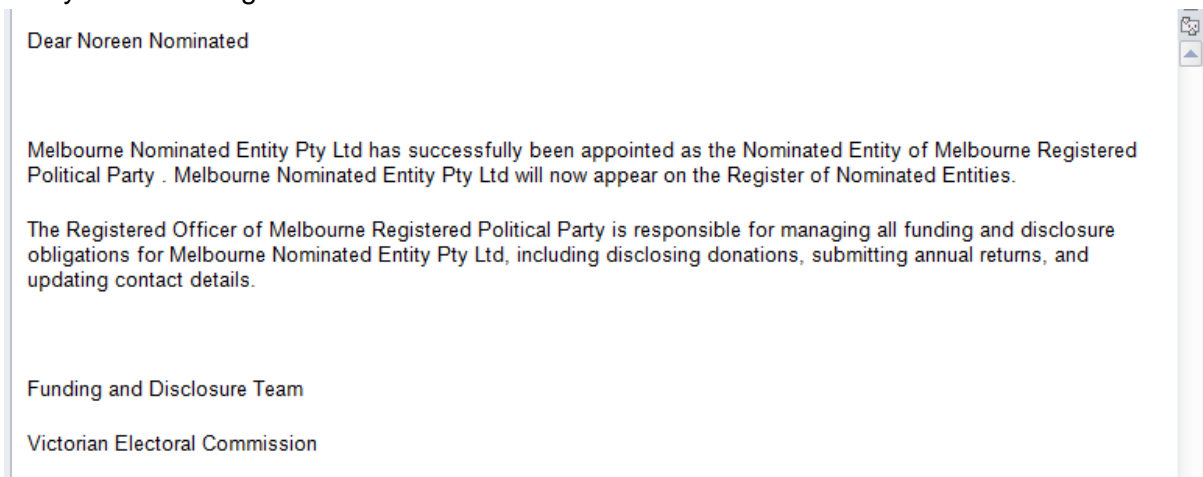 Dear Noreen Nominated
Melbourne Nominated Entity Pty Ltd has successfully been appointed as the Nominated Entity of Melbourne Registered
Political Party . Melbourne Nominated Entity Pty Ltd will now appear on the Register of Nominated Entities.
The Registered Officer of Melbourne Registered Political Party is responsible for managing all funding and disclosure
obligations for Melbourne Nominated Entity Pty Ltd, including disclosing donations, submitting annual returns, and
updating contact details.
Funding and Disclosure Team
Victorian Electoral Commission